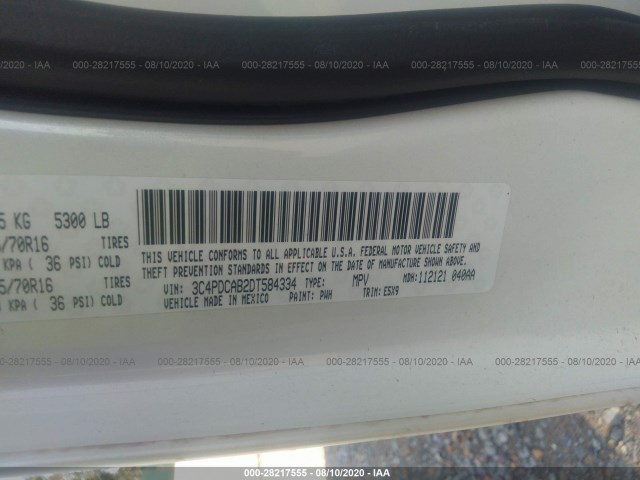 000-28217555 - 08/10/2020 - IAA
5 KG 5300 LB
/70R16 TIRES
KPA ( 36 PSI) COLD
5/70R16 TIRES
KPA ( 36 PSI) COLD
THIS VEHICLE CONFORMS TO ALL APPLICABLE U.S.A. FEDERAL MOTOR VEHICLE SAFETY AND
THEFT PREVENTION STANDARDS IN EFFECT ON THE DATE OF MANUFACTURE SHOWN ABOVE.
VIN: 3C4PDCAB2DT584334 TYPE: MPV MDH: 112121 040AA
VEHICLE MADE IN MEXICO PAINT: PWH TRIM: E5X9
000-28217555 - 08/10/2020 - IAA
000-28217555 - 08/10/2020 - IAA